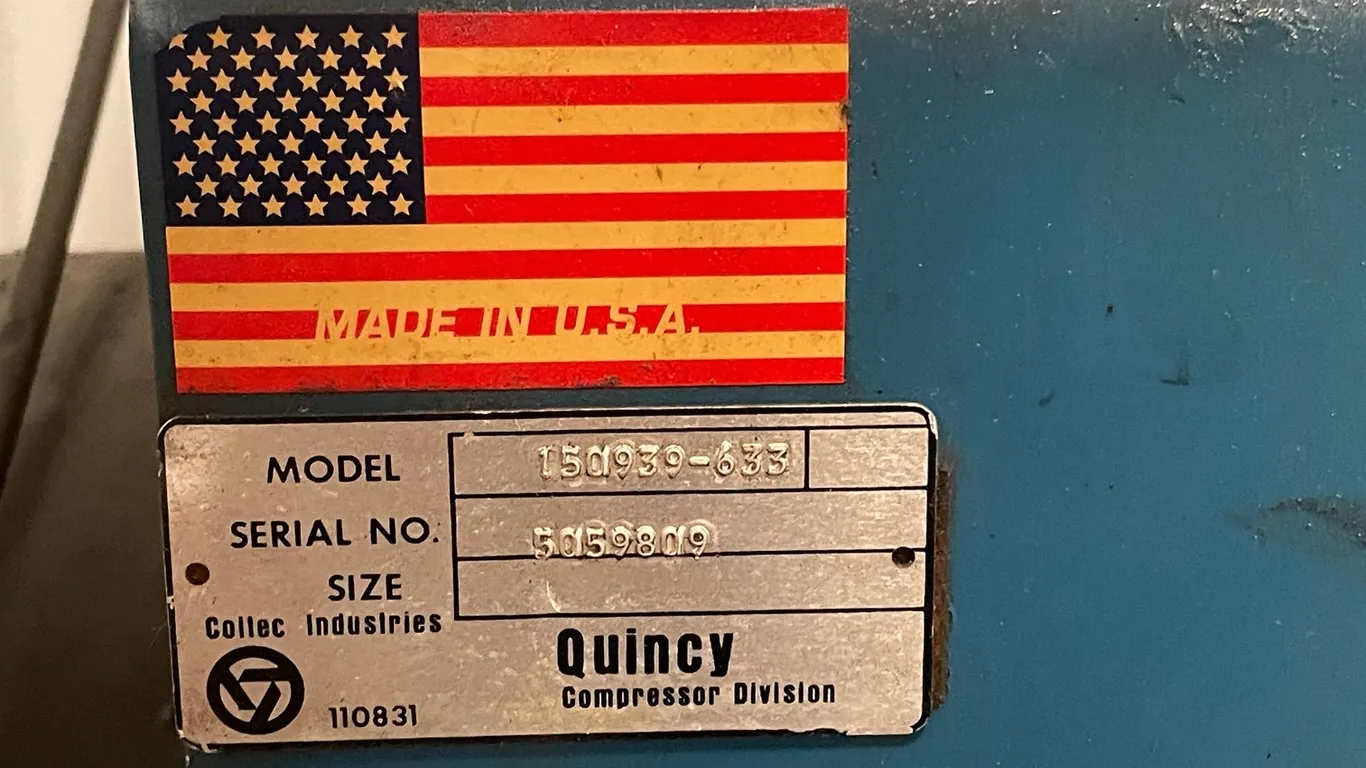 MADE IN U.S.A.
MODEL 150939-633
SERIAL NO. 5059809
SIZE
Coltec Industries
Quincy
Compressor Division
110831